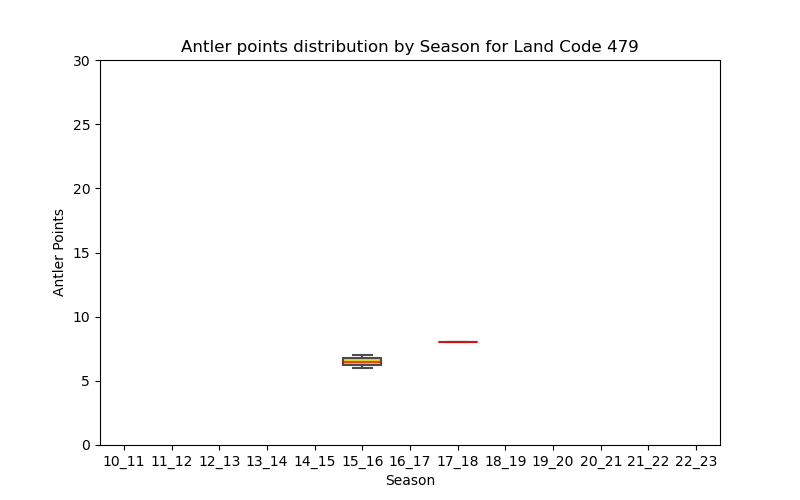 Antler points distribution by Season for Land Code 479
30
25
20
15
10
5
0
Antler Points
10_11 11_12 12_13 13_14 14_15 15_16 16_17 17_18 18_19 19_20 20_21 21_22 22_23
Season